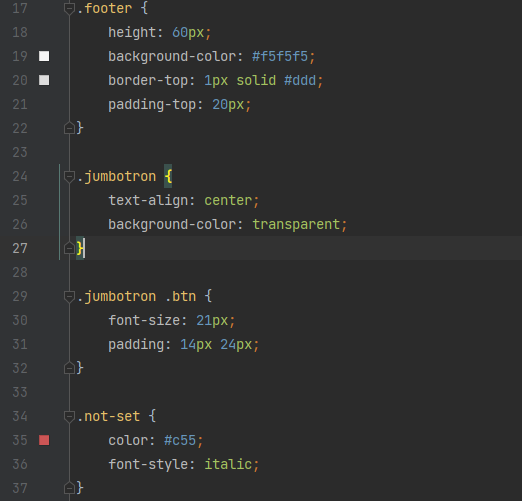 17 .footer {
18     height: 60px;
19     background-color: #f5f5f5;
20     border-top: 1px solid #ddd;
21     padding-top: 20px;
22 }
23
24 .jumbotron {
25     text-align: center;
26     background-color: transparent;
27 }
28
29 .jumbotron .btn {
30     font-size: 21px;
31     padding: 14px 24px;
32 }
33
34 .not-set {
35     color: #c55;
36     font-style: italic;
37 }